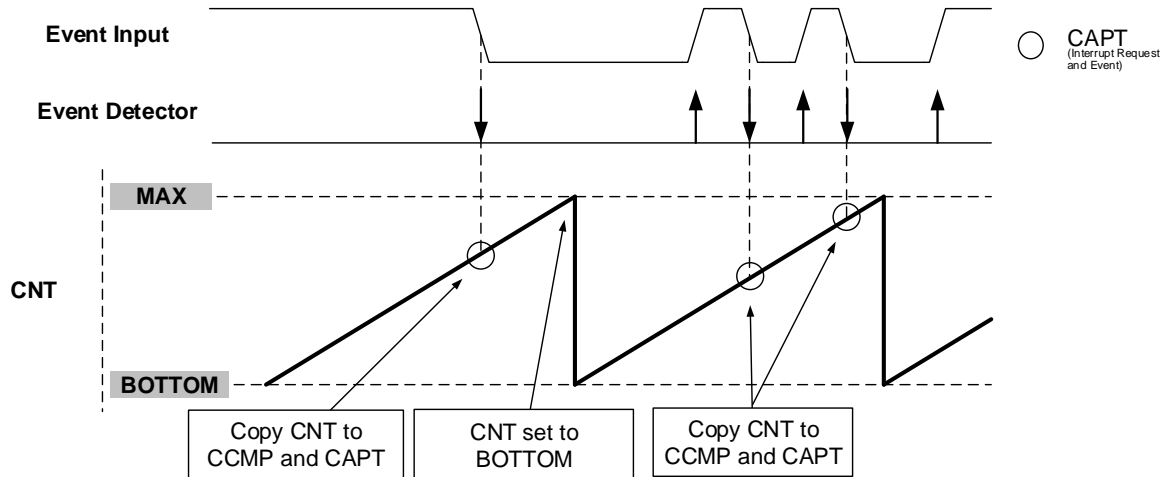 Event Input
CAPT
(Interrupt Request
and Event)
Event Detector
MAX
CNT
BOTTOM
Copy CNT to
CCMP and CAPT
CNT set to
BOTTOM
Copy CNT to
CCMP and CAPT